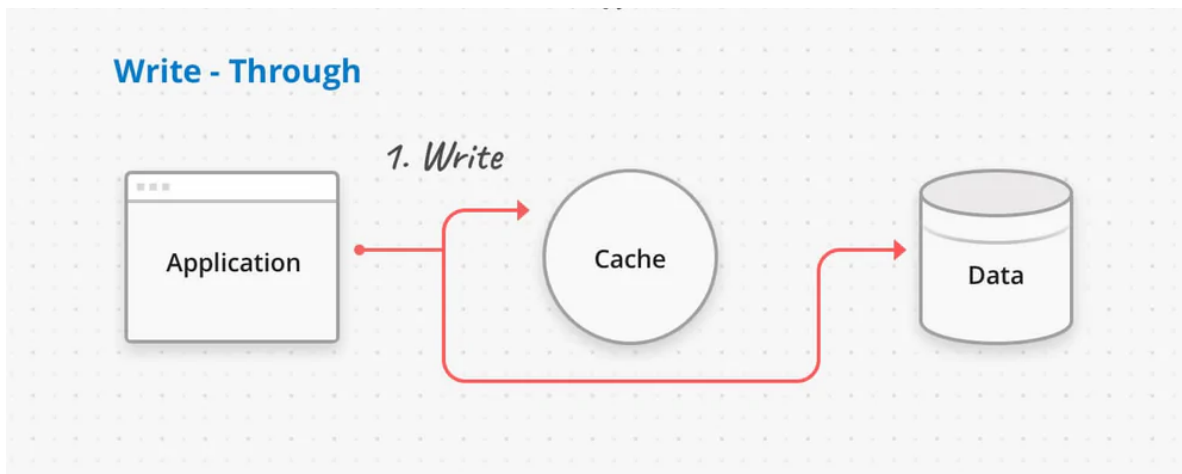 Write - Through
1. Write
Application
Cache
Data